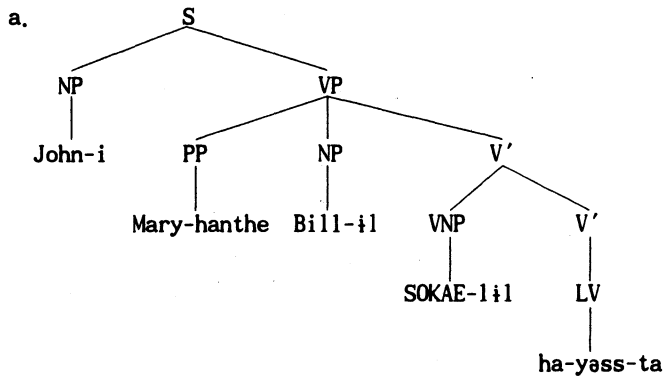 a.
S
NP VP
John-i PP NP V′
Mary-hanthe Bill-ɨl VNP V′
SOKAE-lɨl LV
ha-yəss-ta